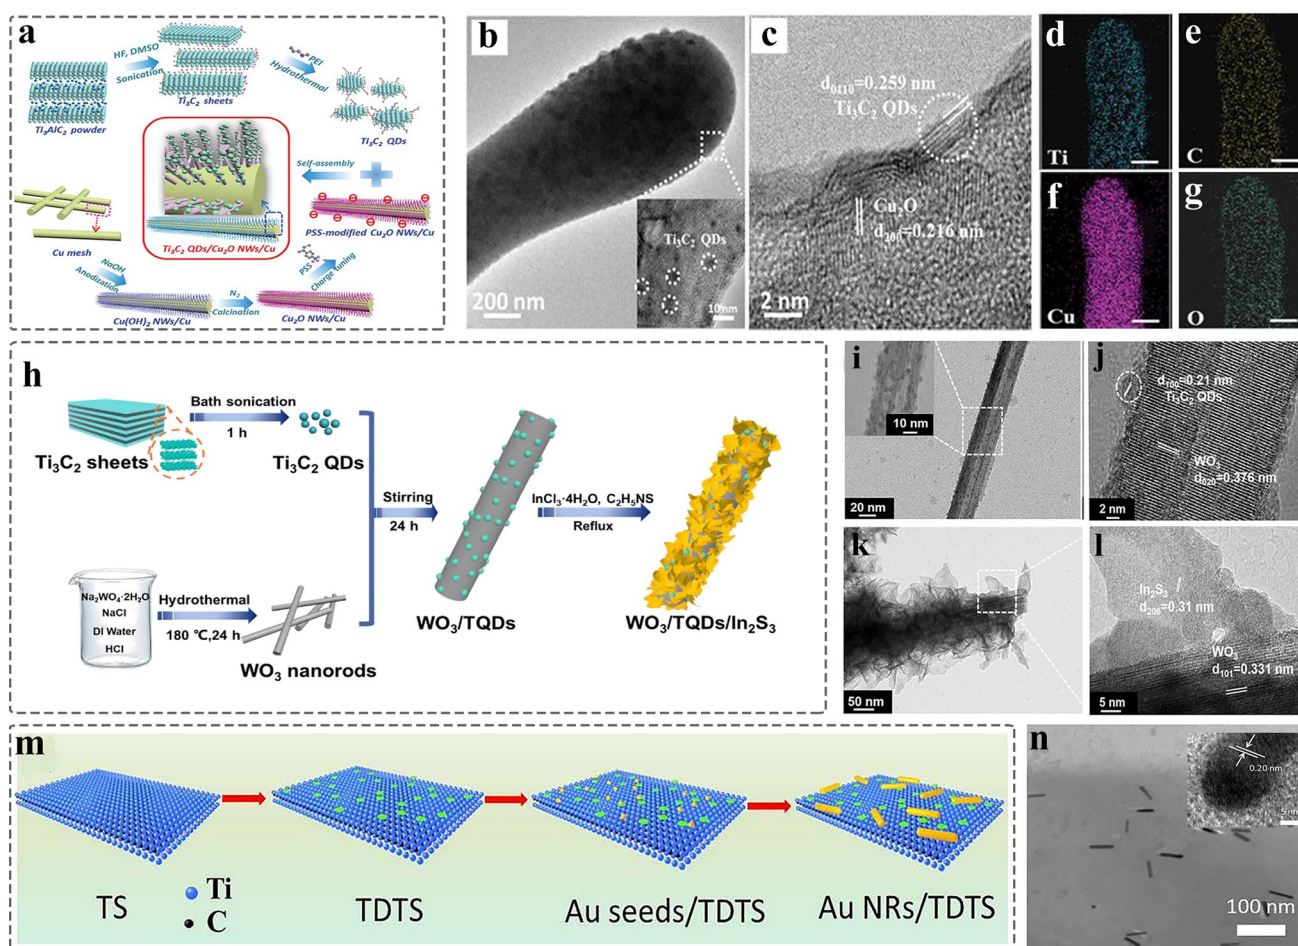 a
HF, DMSO
Sonication
Ti₃AlC₂ powder
Ti₃C₂ sheets
PEI
Hydrothermal
Ti₃C₂ QDs
Self-assembly
Ti₃C₂ QDs/Cu₂O NWs/Cu
PSS-modified Cu₂O NWs/Cu
Cu mesh
NaOH
Anodization
Cu(OH)₂ NWs/Cu
N₂
Calcination
Cu₂O NWs/Cu
PSS
Charge tuning
b
200 nm
Ti₃C₂ QDs
10 nm
c
d₀₁₁₀=0.259 nm
Ti₃C₂ QDs
Cu₂O
d₂₀₀=0.216 nm
2 nm
d
Ti
e
C
f
Cu
g
O
h
Ti₃C₂ sheets
Bath sonication
1 h
Ti₃C₂ QDs
Na₂WO₄·2H₂O
NaCl
DI Water
HCl
Hydrothermal
180 ℃,24 h
WO₃ nanorods
Stirring
24 h
WO₃/TQDs
InCl₃·4H₂O, C₂H₅NS
Reflux
WO₃/TQDs/In₂S₃
i
10 nm
20 nm
j
d₁₀₀=0.21 nm
Ti₃C₂ QDs
WO₃
d₀₂₀=0.376 nm
2 nm
k
50 nm
l
In₂S₃
d₂₀₆=0.31 nm
WO₃
d₁₀₁=0.331 nm
5 nm
m
TS
Ti
C
TDTS
Au seeds/TDTS
Au NRs/TDTS
n
0.20 nm
5 nm
100 nm